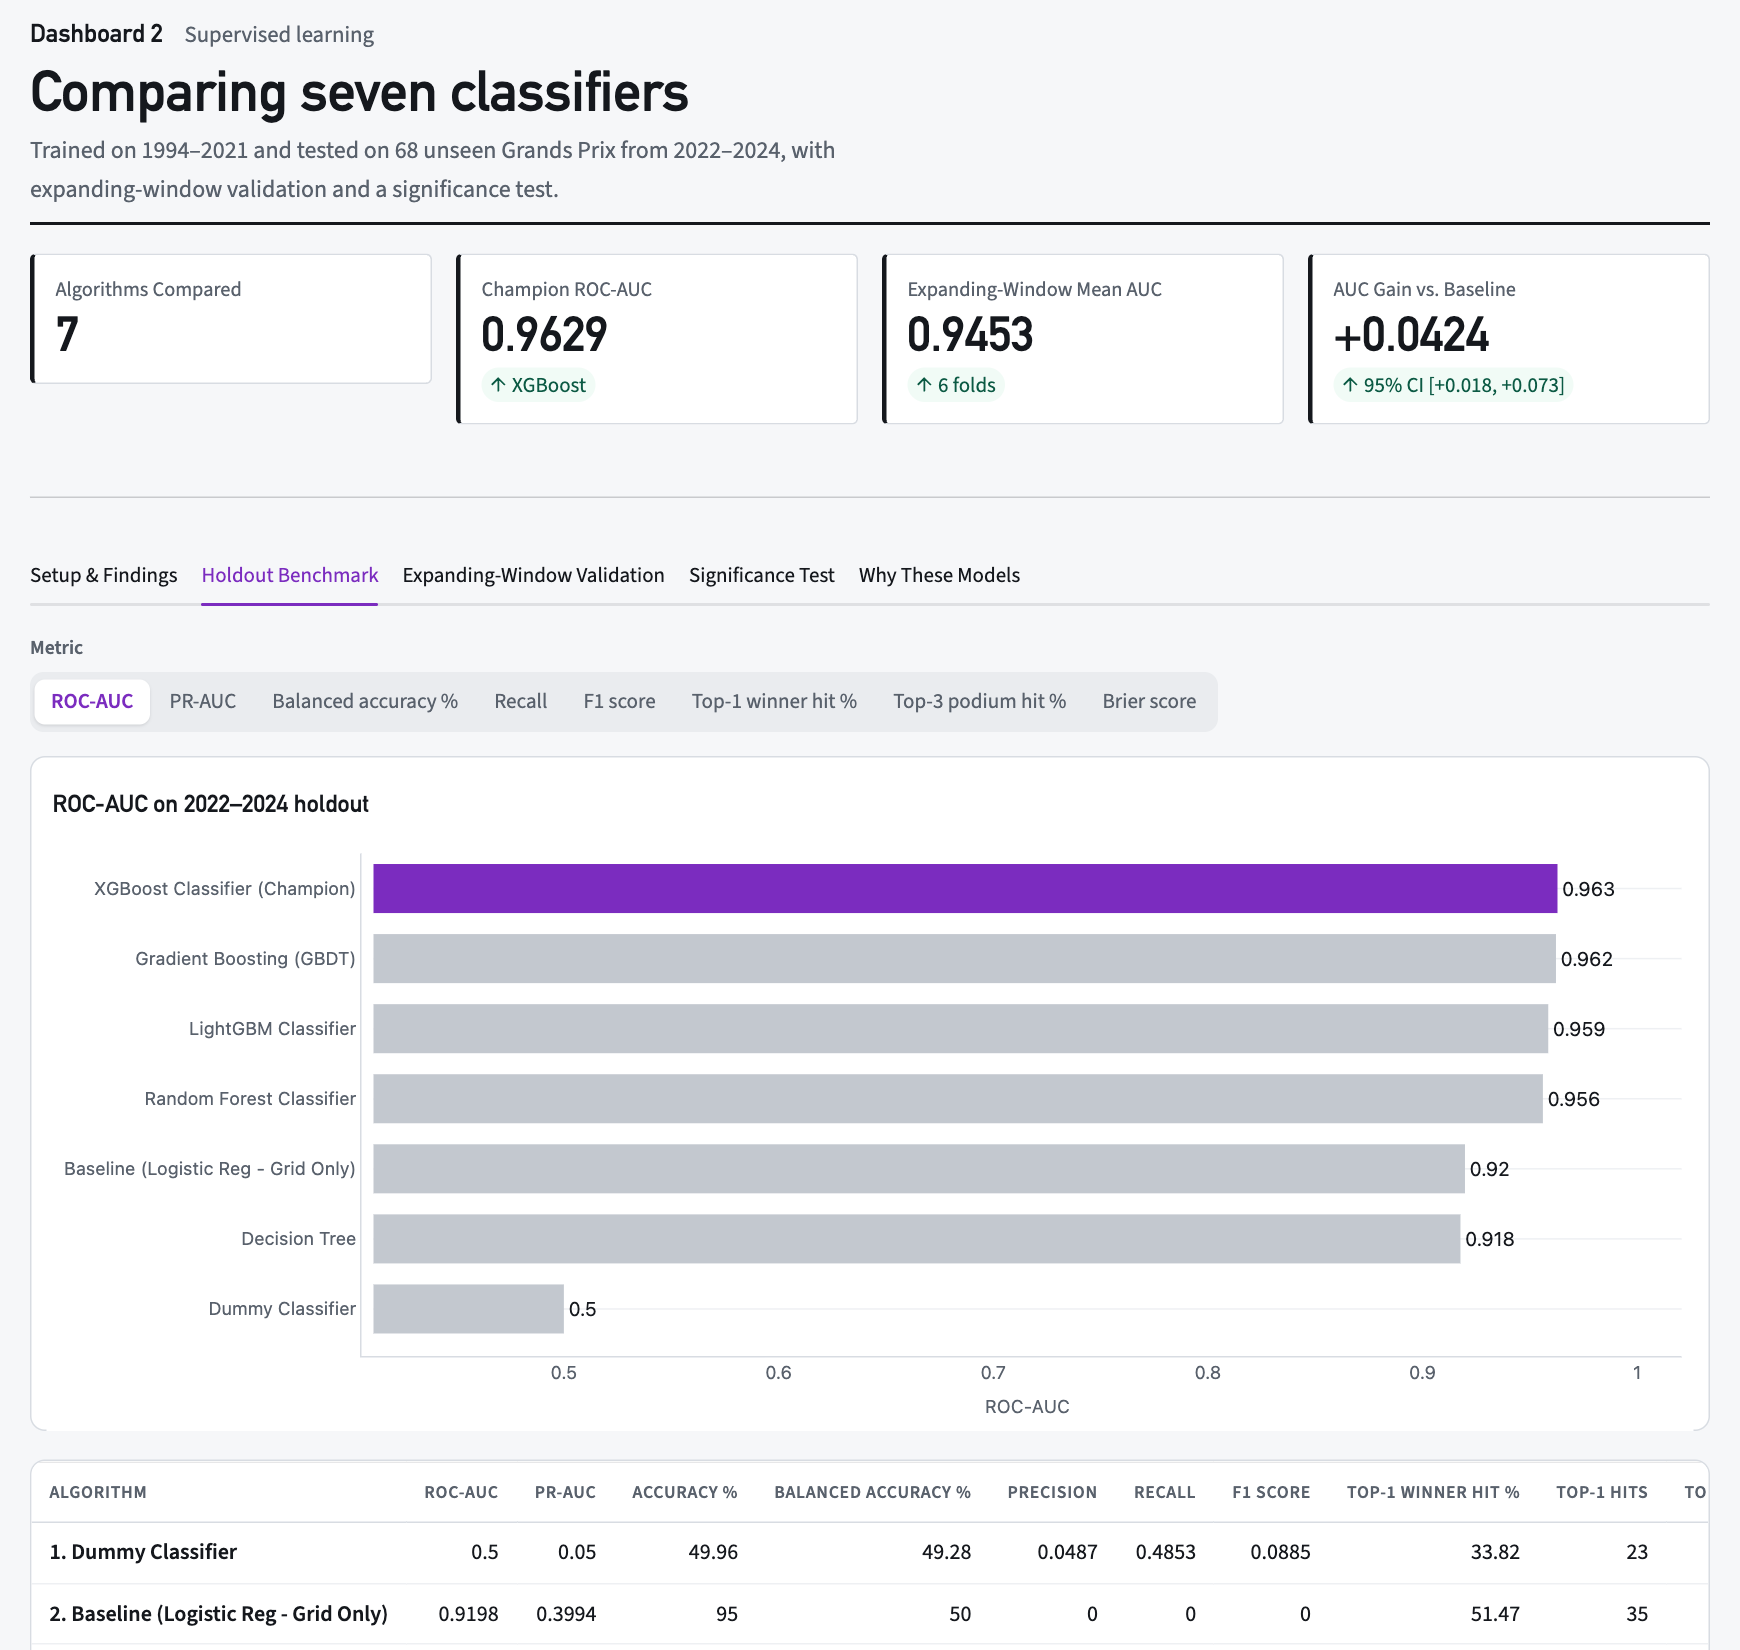 Dashboard 2 Supervised learning
Comparing seven classifiers
Trained on 1994–2021 and tested on 68 unseen Grands Prix from 2022–2024, with
expanding-window validation and a significance test.
Algorithms Compared
7
Champion ROC-AUC
0.9629
↑ XGBoost
Expanding-Window Mean AUC
0.9453
↑ 6 folds
AUC Gain vs. Baseline
+0.0424
↑ 95% CI [+0.018, +0.073]
Setup & Findings Holdout Benchmark Expanding-Window Validation Significance Test Why These Models
Metric
ROC-AUC PR-AUC Balanced accuracy % Recall F1 score Top-1 winner hit % Top-3 podium hit % Brier score
ROC-AUC on 2022–2024 holdout
XGBoost Classifier (Champion) 0.963
Gradient Boosting (GBDT) 0.962
LightGBM Classifier 0.959
Random Forest Classifier 0.956
Baseline (Logistic Reg - Grid Only) 0.92
Decision Tree 0.918
Dummy Classifier 0.5
0.5 0.6 0.7 0.8 0.9 1
ROC-AUC
ALGORITHM ROC-AUC PR-AUC ACCURACY % BALANCED ACCURACY % PRECISION RECALL F1 SCORE TOP-1 WINNER HIT % TOP-1 HITS TO
1. Dummy Classifier 0.5 0.05 49.96 49.28 0.0487 0.4853 0.0885 33.82 23
2. Baseline (Logistic Reg - Grid Only) 0.9198 0.3994 95 50 0 0 0 51.47 35